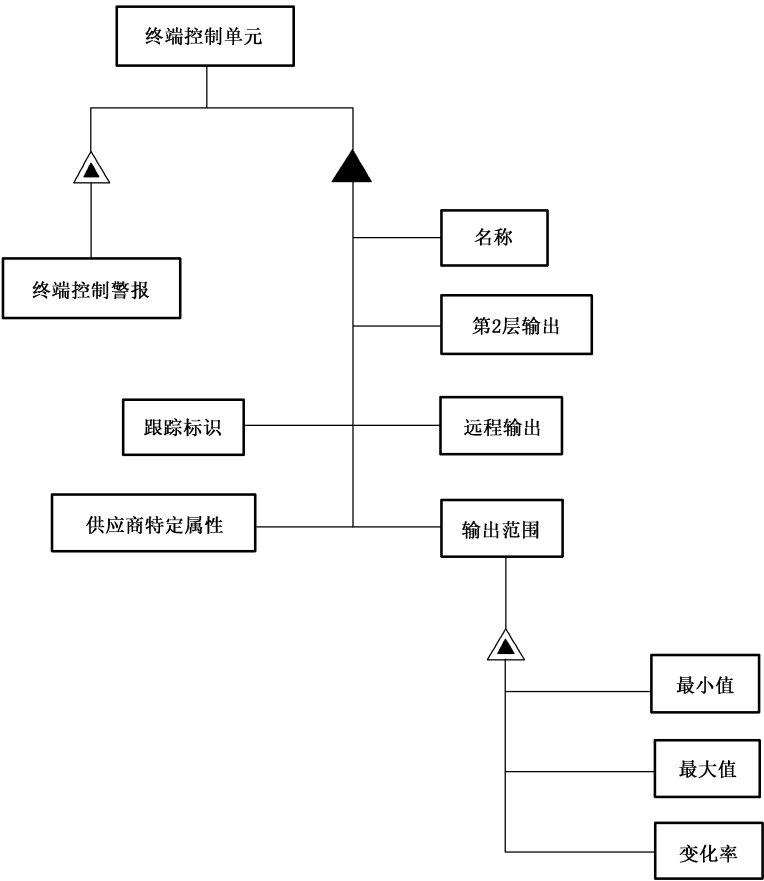 终端控制单元
名称
终端控制警报
第2层输出
跟踪标识
远程输出
供应商特定属性
输出范围
最小值
最大值
变化率